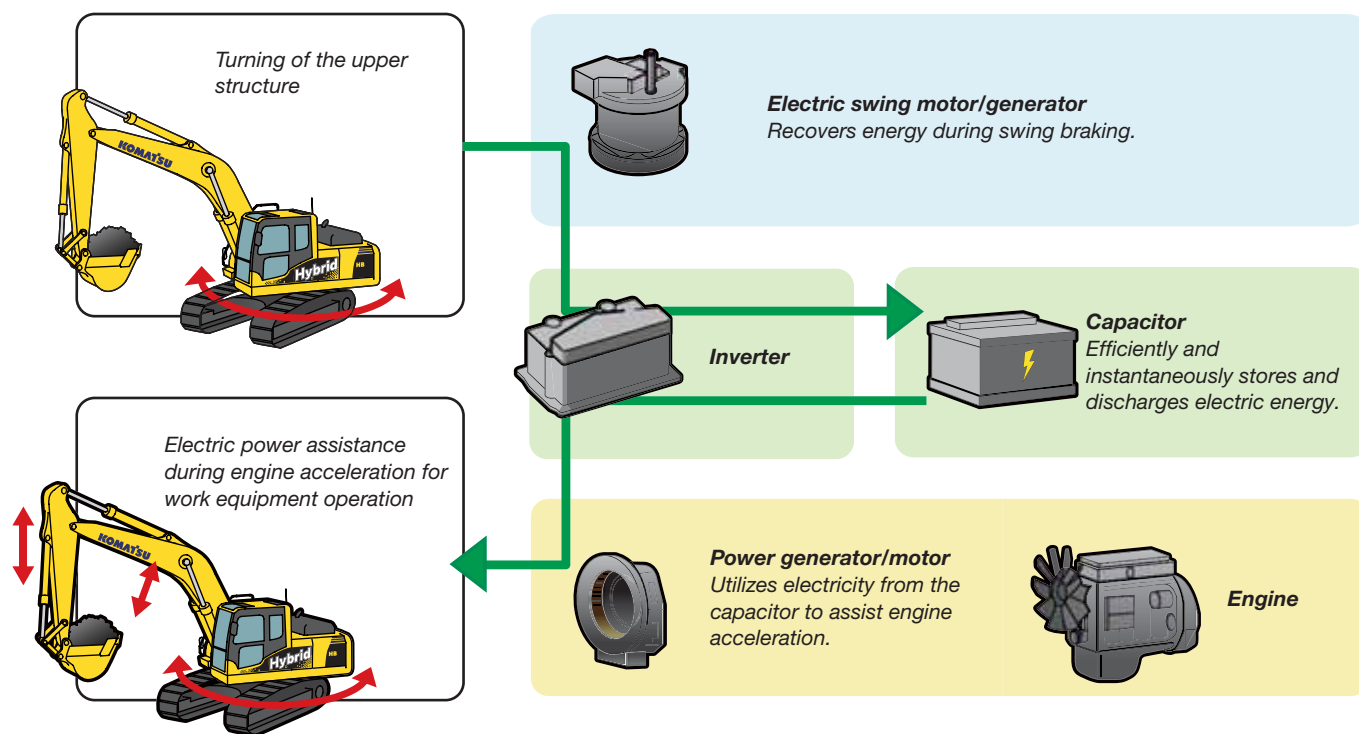 Turning of the upper
structure
KOMATSU
Hybrid
HB
Electric swing motor/generator
Recovers energy during swing braking.
Inverter
Capacitor
Efficiently and
instantaneously stores and
discharges electric energy.
Electric power assistance
during engine acceleration for
work equipment operation
KOMATSU
Hybrid
HB
Power generator/motor
Utilizes electricity from the
capacitor to assist engine
acceleration.
Engine